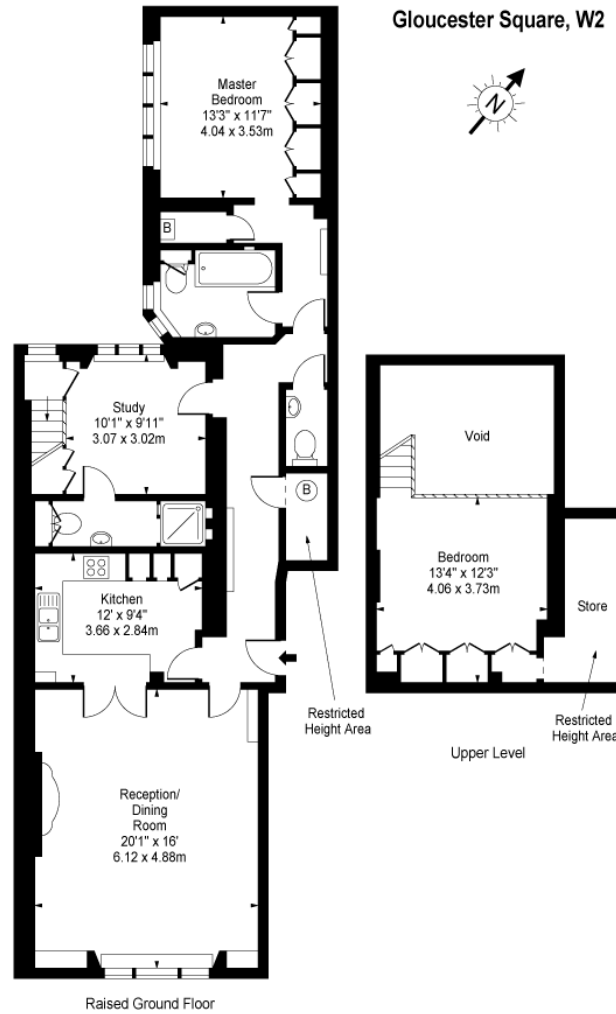 Gloucester Square, W2
N
Master
Bedroom
13'3" x 11'7"
4.04 x 3.53m
B
Study
10'1" x 9'11"
3.07 x 3.02m
B
Kitchen
12' x 9'4"
3.66 x 2.84m
Restricted
Height Area
Reception/
Dining
Room
20'1" x 16'
6.12 x 4.88m
Raised Ground Floor
Void
Bedroom
13'4" x 12'3"
4.06 x 3.73m
Store
Restricted
Height Area
Upper Level